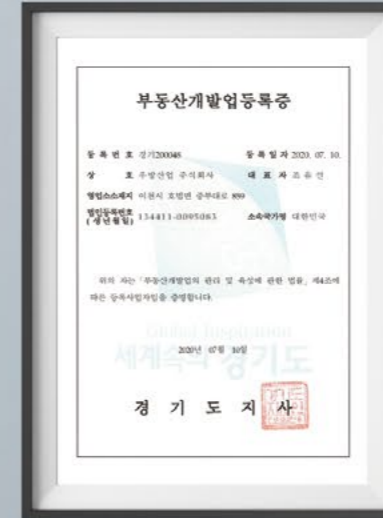 부동산개발업등록증
등 록 번 호 경기200048 등 록 일 자 2020. 07. 10.
상 호 우방산업 주식회사 대 표 자 조유선
영업소소재지 이천시 호법면 중부대로 859
법인등록번호 (생년월일) 134411-0095083 소속국가명 대한민국
위의 자는 「부동산개발업의 관리 및 육성에 관한 법률」 제4조에
따른 등록사업자임을 증명합니다.
Global Inspiration
세계속의 경기도
2020년 07월 10일
경 기 도 지 사